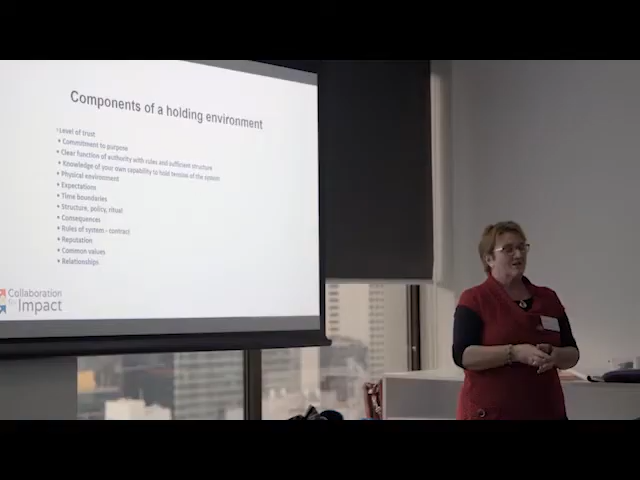 Components of a holding environment
• Level of trust
• Commitment to purpose
• Clear function of authority with rules and sufficient structure
• Knowledge of your own capability to hold tension of the system
• Physical environment
• Expectations
• Time boundaries
• Structure, policy, ritual
• Consequences
• Rules of system - contract
• Reputation
• Common values
• Relationships
Collaboration
for Impact